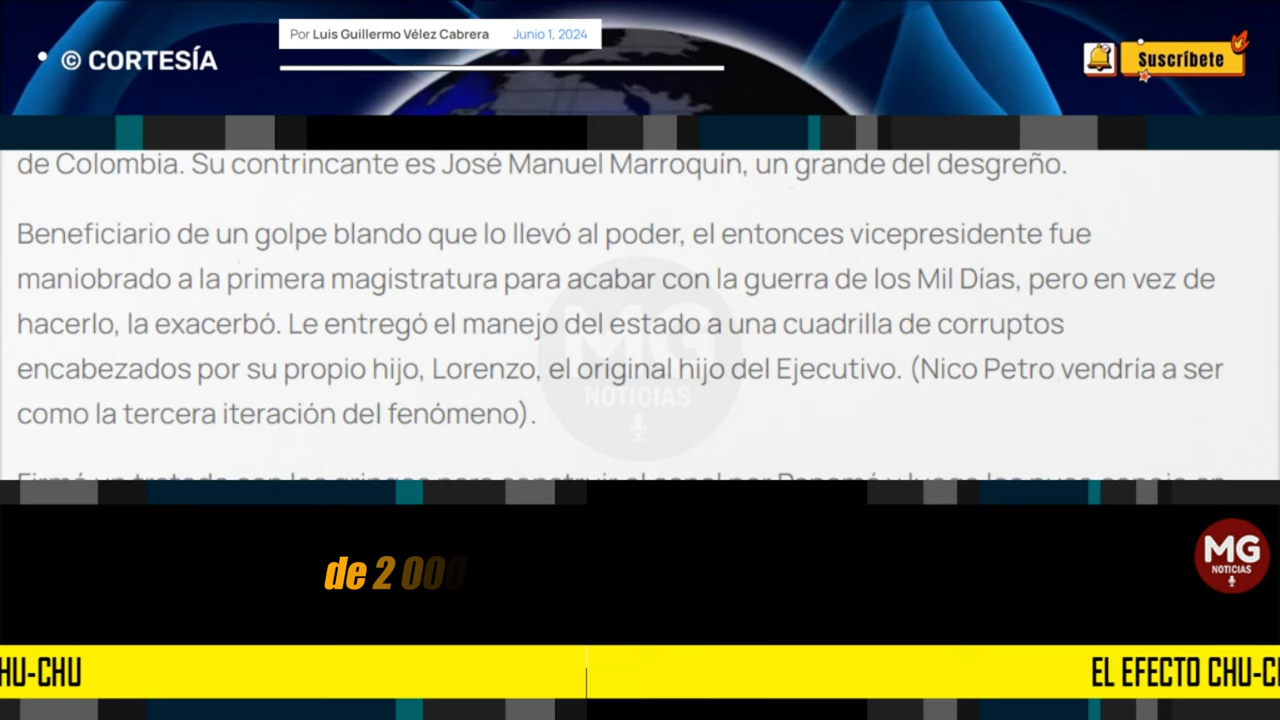 Por Luis Guillermo Vélez Cabrera Junio 1, 2024
© CORTESÍA
Suscríbete
de Colombia. Su contrincante es José Manuel Marroquín, un grande del desgreño.
Beneficiario de un golpe blando que lo llevó al poder, el entonces vicepresidente fue
maniobrado a la primera magistratura para acabar con la guerra de los Mil Días, pero en vez de
hacerlo, la exacerbó. Le entregó el manejo del estado a una cuadrilla de corruptos
encabezados por su propio hijo, Lorenzo, el original hijo del Ejecutivo. (Nico Petro vendría a ser
como la tercera iteración del fenómeno).
MG
NOTICIAS
de 2 000
MG
NOTICIAS
HU-CHU
EL EFECTO CHU-C